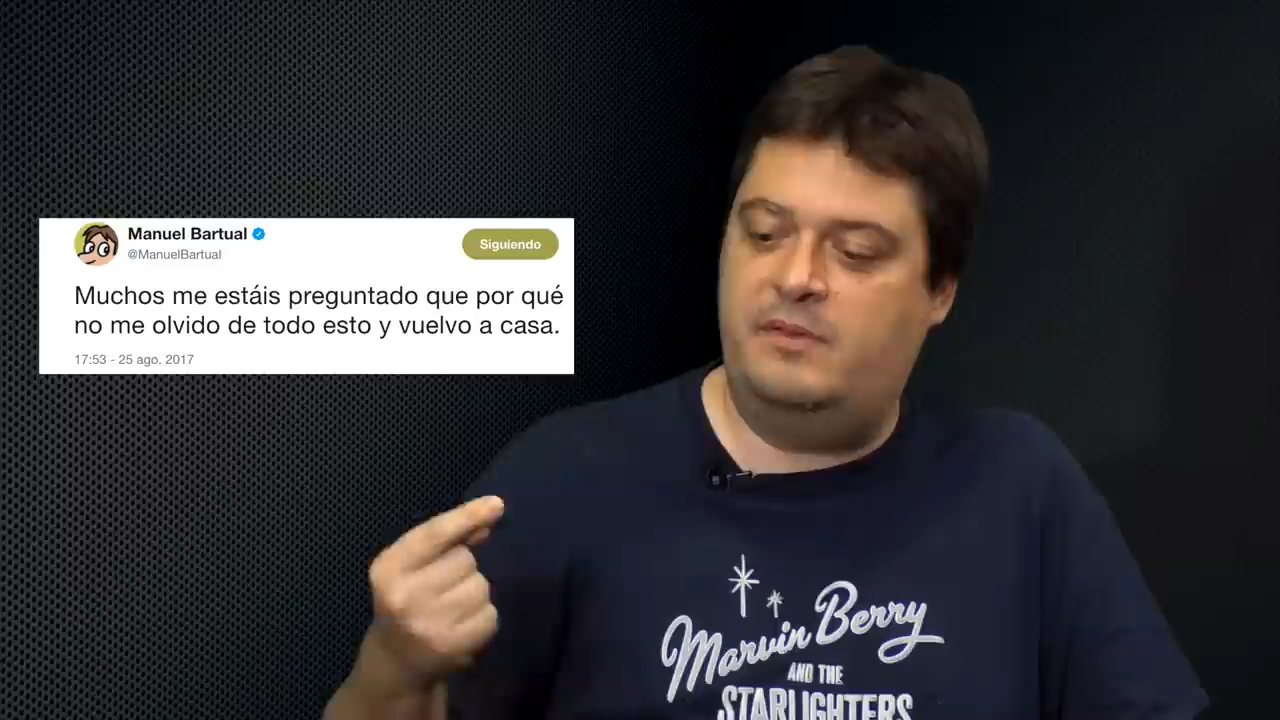 Manuel Bartual
@ManuelBartual
Siguiendo
Muchos me estáis preguntado que por qué
no me olvido de todo esto y vuelvo a casa.
17:53 - 25 ago. 2017
Marvin Berry
AND THE
STARLIGHTERS